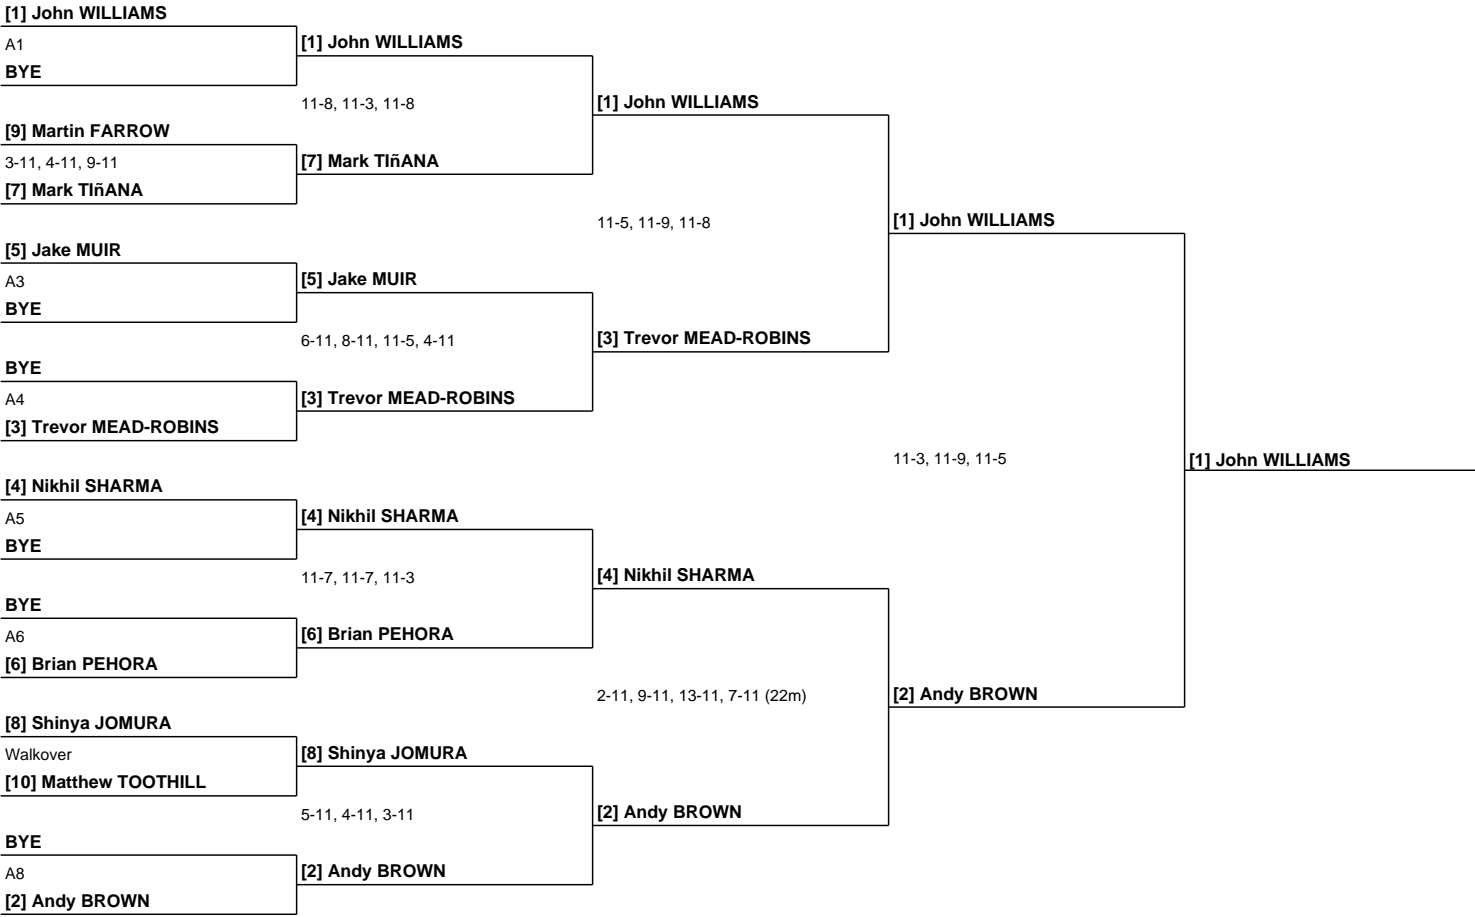 [1] John WILLIAMS
A1
BYE
[9] Martin FARROW
3-11, 4-11, 9-11
[7] Mark TIñANA
[5] Jake MUIR
A3
BYE
BYE
A4
[3] Trevor MEAD-ROBINS
[4] Nikhil SHARMA
A5
BYE
BYE
A6
[6] Brian PEHORA
[8] Shinya JOMURA
Walkover
[10] Matthew TOOTHILL
BYE
A8
[2] Andy BROWN
[1] John WILLIAMS
11-8, 11-3, 11-8
[7] Mark TIñANA
[5] Jake MUIR
6-11, 8-11, 11-5, 4-11
[3] Trevor MEAD-ROBINS
[4] Nikhil SHARMA
11-7, 11-7, 11-3
[6] Brian PEHORA
[8] Shinya JOMURA
5-11, 4-11, 3-11
[2] Andy BROWN
[1] John WILLIAMS
11-5, 11-9, 11-8
[3] Trevor MEAD-ROBINS
[4] Nikhil SHARMA
2-11, 9-11, 13-11, 7-11 (22m)
[2] Andy BROWN
[1] John WILLIAMS
11-3, 11-9, 11-5
[2] Andy BROWN
[1] John WILLIAMS